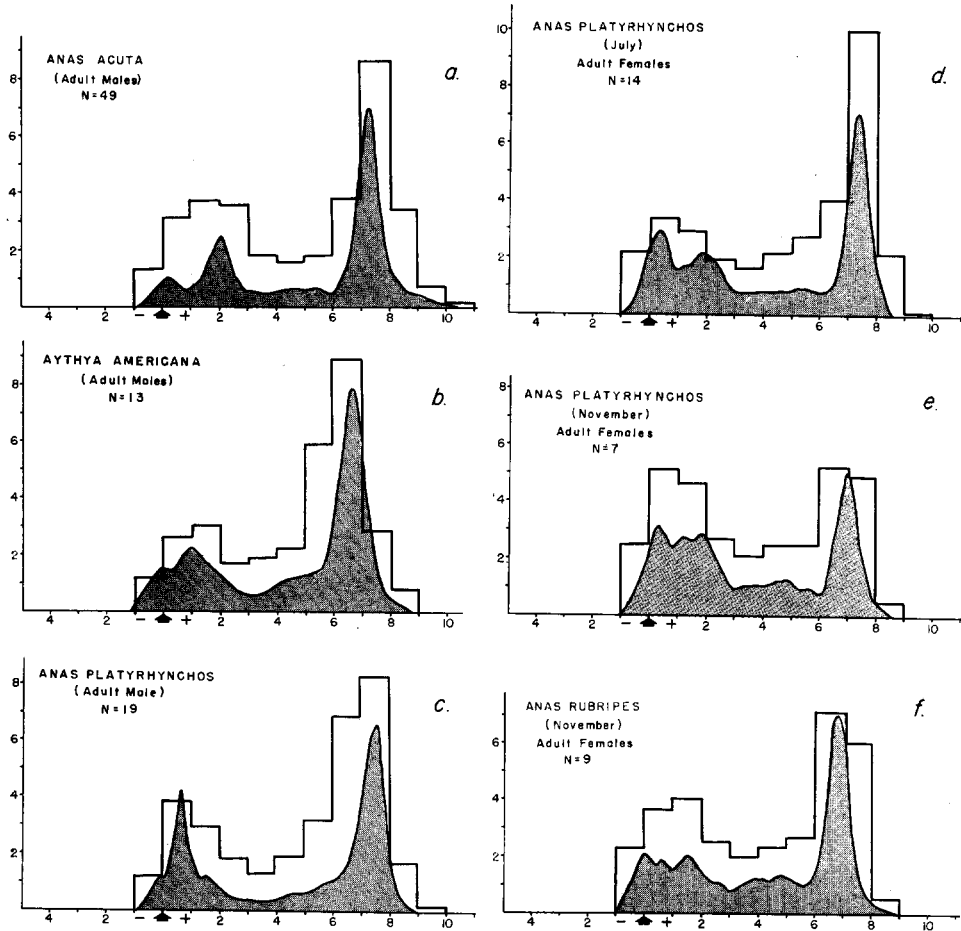 ANAS ACUTA
(Adult Males)
N=49
a.
8
6
4
2
4 2 − + 2 4 6 8 10
AYTHYA AMERICANA
(Adult Males)
N=13
b.
8
6
4
2
4 2 − + 2 4 6 8 10
ANAS PLATYRHYNCHOS
(Adult Male)
N=19
c.
8
6
4
2
4 2 − + 2 4 6 8 10
ANAS PLATYRHYNCHOS
(July)
Adult Females
N=14
d.
10
8
6
4
2
4 2 − + 2 4 6 8 10
ANAS PLATYRHYNCHOS
(November)
Adult Females
N=7
e.
8
6
4
2
4 2 − + 2 4 6 8 10
ANAS RUBRIPES
(November)
Adult Females
N=9
f.
6
4
2
4 2 − + 2 4 6 8 10